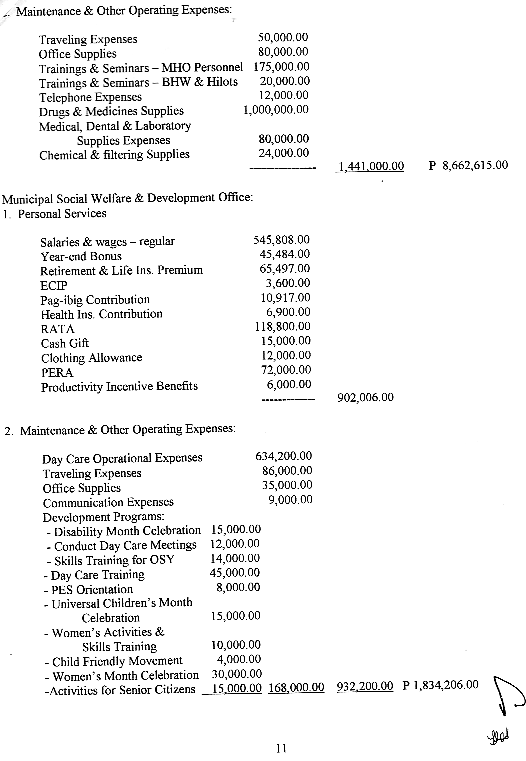 2. Maintenance & Other Operating Expenses:
Traveling Expenses 50,000.00
Office Supplies 80,000.00
Trainings & Seminars – MHO Personnel 175,000.00
Trainings & Seminars – BHW & Hilots 20,000.00
Telephone Expenses 12,000.00
Drugs & Medicines Supplies 1,000,000.00
Medical, Dental & Laboratory
Supplies Expenses 80,000.00
Chemical & filtering Supplies 24,000.00
------------- 1,441,000.00 P 8,662,615.00
Municipal Social Welfare & Development Office:
1. Personal Services
Salaries & wages – regular 545,808.00
Year-end Bonus 45,484.00
Retirement & Life Ins. Premium 65,497.00
ECIP 3,600.00
Pag-ibig Contribution 10,917.00
Health Ins. Contribution 6,900.00
RATA 118,800.00
Cash Gift 15,000.00
Clothing Allowance 12,000.00
PERA 72,000.00
Productivity Incentive Benefits 6,000.00
------------- 902,006.00
2. Maintenance & Other Operating Expenses:
Day Care Operational Expenses 634,200.00
Traveling Expenses 86,000.00
Office Supplies 35,000.00
Communication Expenses 9,000.00
Development Programs:
- Disability Month Celebration 15,000.00
- Conduct Day Care Meetings 12,000.00
- Skills Training for OSY 14,000.00
- Day Care Training 45,000.00
- PES Orientation 8,000.00
- Universal Children's Month
Celebration 15,000.00
- Women's Activities &
Skills Training 10,000.00
- Child Friendly Movement 4,000.00
- Women's Month Celebration 30,000.00
-Activities for Senior Citizens 15,000.00 168,000.00 932,200.00 P 1,834,206.00
11